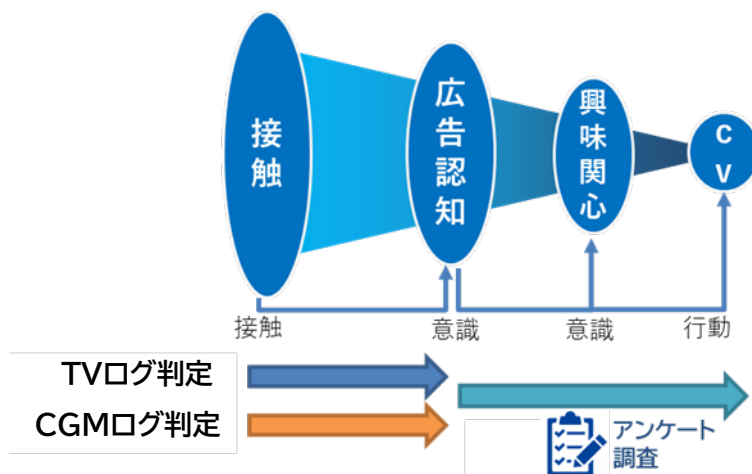 接触
広告認知
興味関心
CV
接触
意識
意識
行動
TVログ判定
CGMログ判定
アンケート
調査